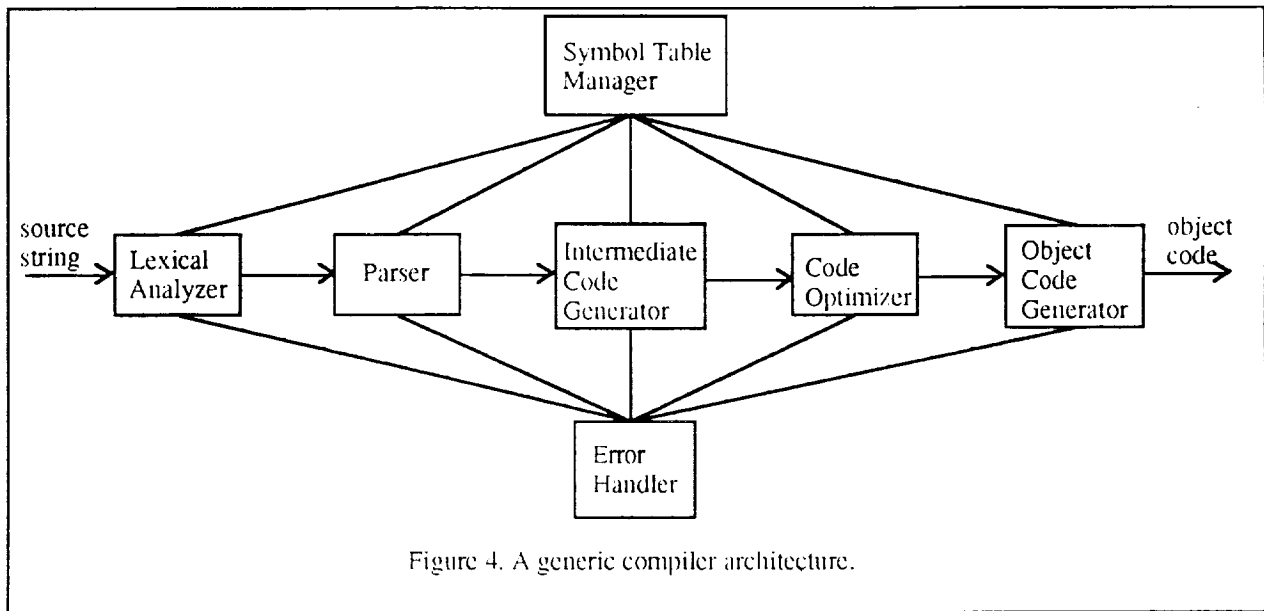 Symbol Table
Manager
source
string
Lexical
Analyzer
Parser
Intermediate
Code
Generator
Code
Optimizer
Object
Code
Generator
object
code
Error
Handler
Figure 4. A generic compiler architecture.